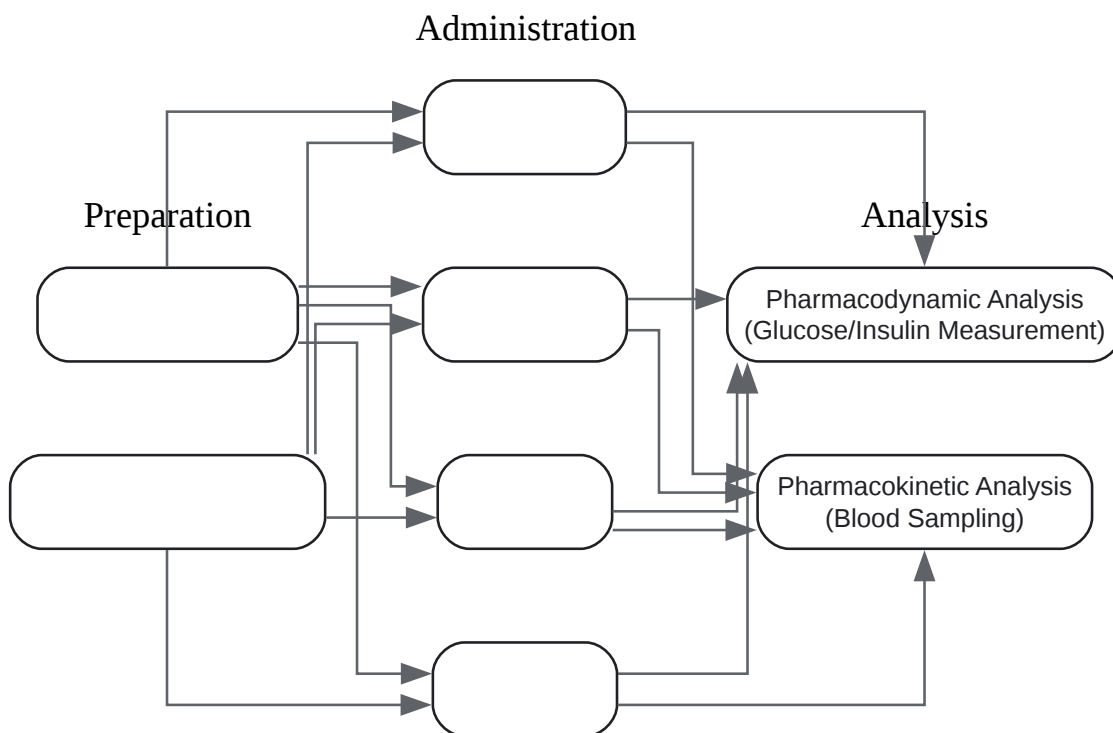 Administration
Preparation
Analysis
Pharmacodynamic Analysis
(Glucose/Insulin Measurement)
Pharmacokinetic Analysis
(Blood Sampling)